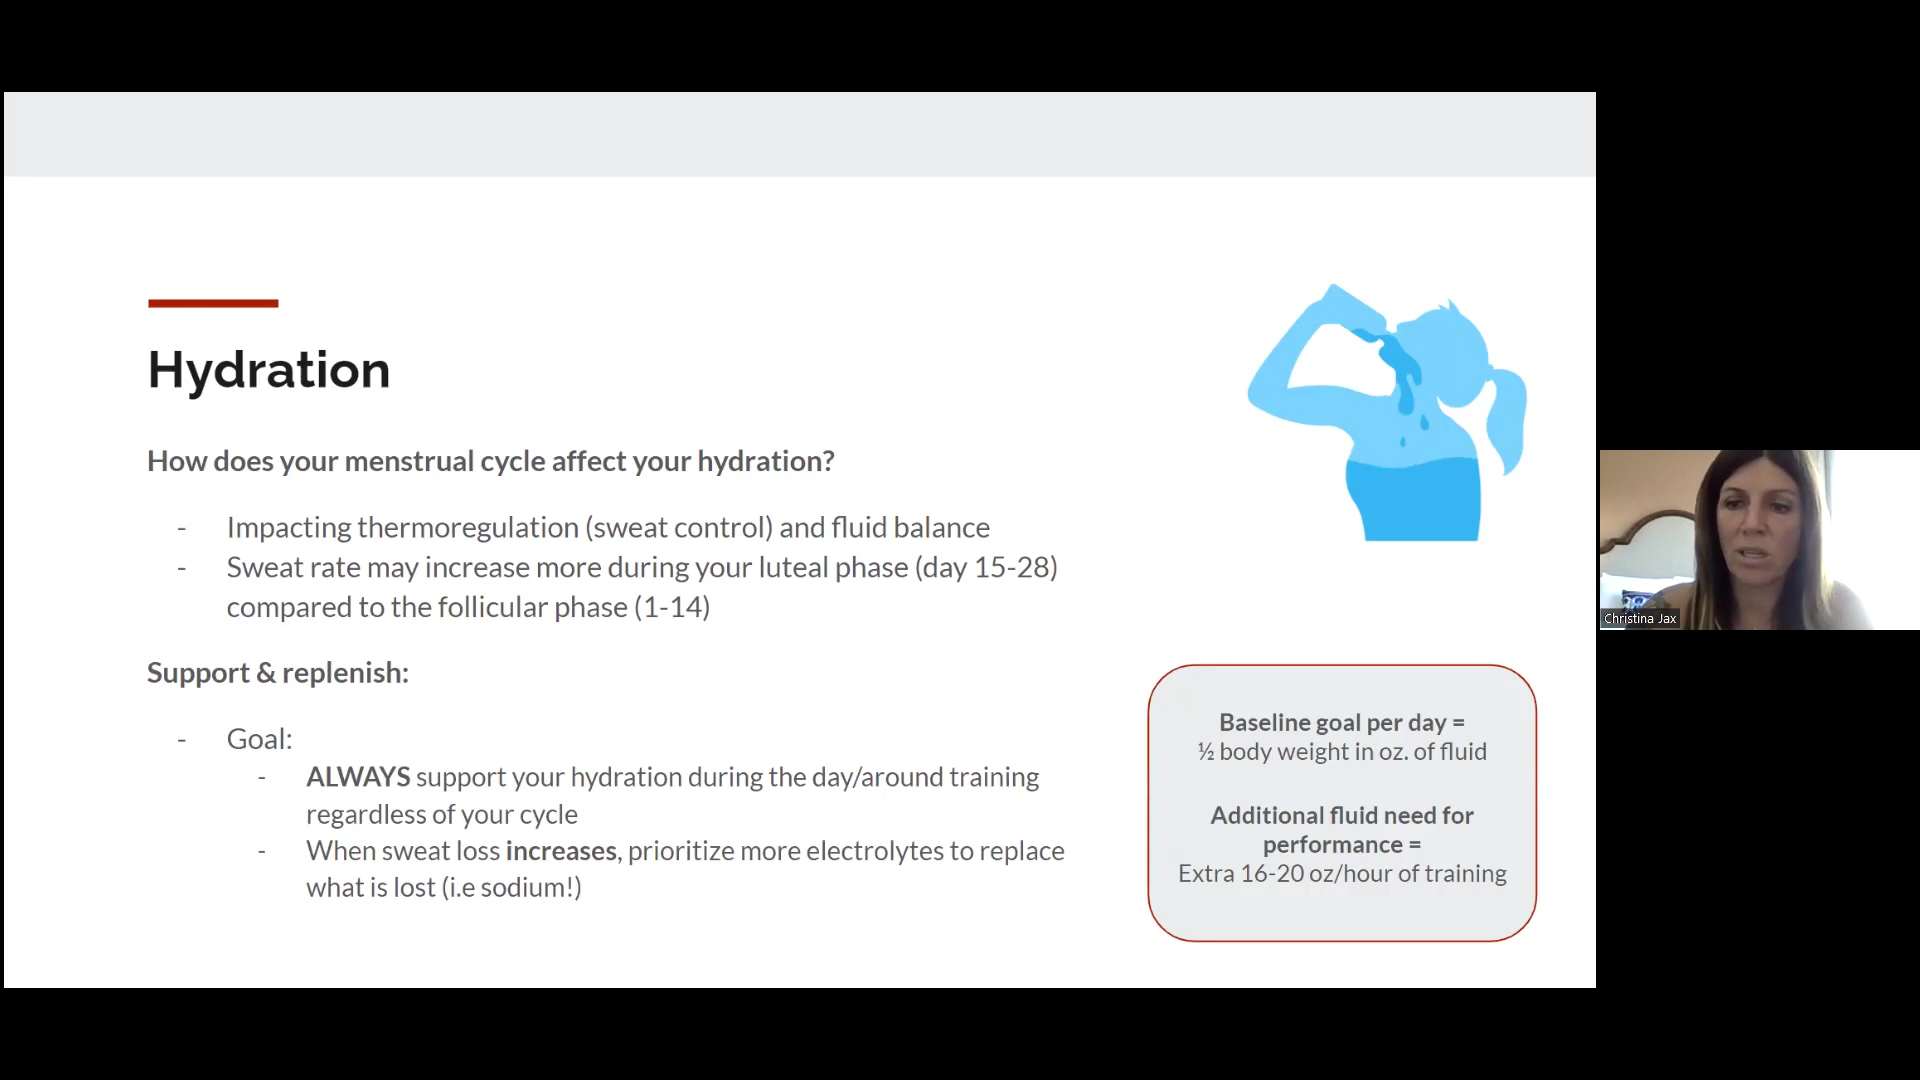 Hydration
How does your menstrual cycle affect your hydration?
- Impacting thermoregulation (sweat control) and fluid balance
- Sweat rate may increase more during your luteal phase (day 15-28)
compared to the follicular phase (1-14)
Support & replenish:
- Goal:
- ALWAYS support your hydration during the day/around training
regardless of your cycle
- When sweat loss increases, prioritize more electrolytes to replace
what is lost (i.e sodium!)
Baseline goal per day =
½ body weight in oz. of fluid
Additional fluid need for
performance =
Extra 16-20 oz/hour of training
Christina Jax